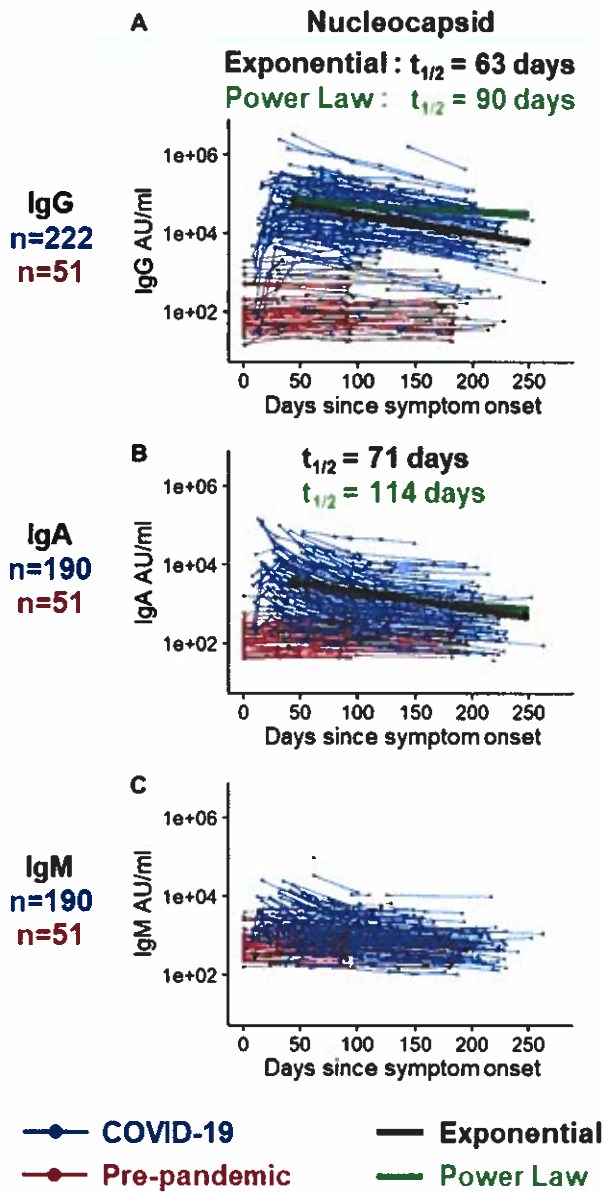 A
Nucleocapsid
Exponential : t1/2 = 63 days
Power Law : t1/2 = 90 days
IgG
n=222
n=51
IgG AU/ml
1e+06
1e+04
1e+02
0 50 100 150 200 250
Days since symptom onset
B
t1/2 = 71 days
t1/2 = 114 days
IgA
n=190
n=51
IgA AU/ml
1e+06
1e+04
1e+02
0 50 100 150 200 250
Days since symptom onset
C
IgM
n=190
n=51
IgM AU/ml
1e+06
1e+04
1e+02
0 50 100 150 200 250
Days since symptom onset
COVID-19
Exponential
Pre-pandemic
Power Law